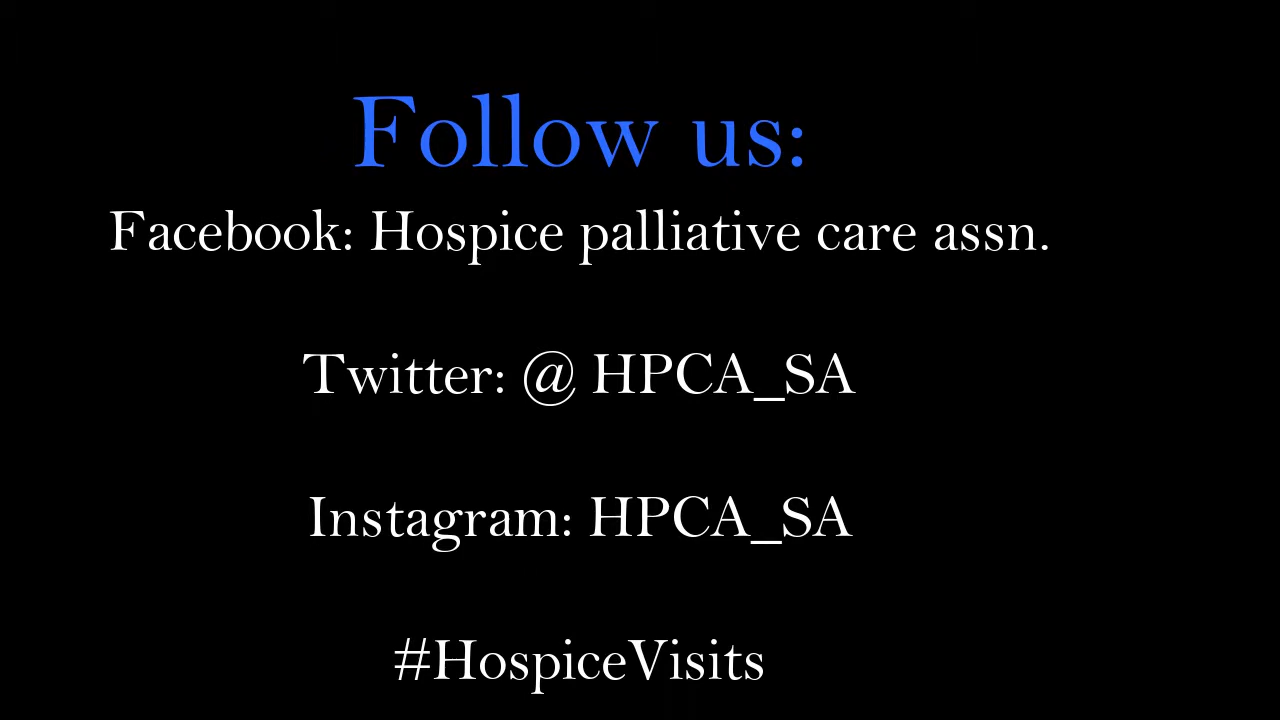 Follow us:
Facebook: Hospice palliative care assn.
Twitter: @ HPCA_SA
Instagram: HPCA_SA
#HospiceVisits